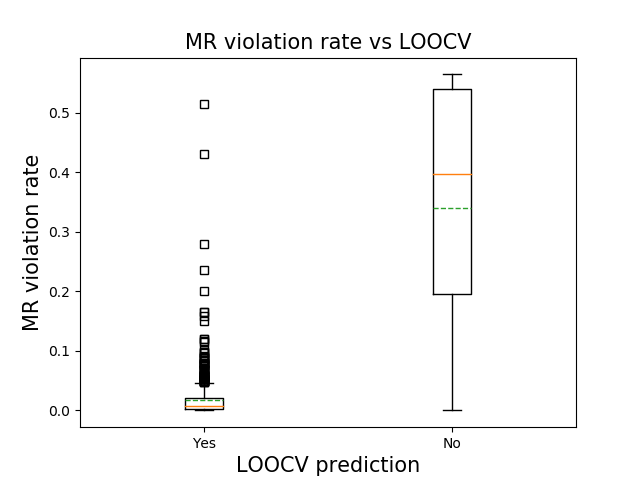 MR violation rate vs LOOCV
MR violation rate
0.5
0.4
0.3
0.2
0.1
0.0
Yes
No
LOOCV prediction